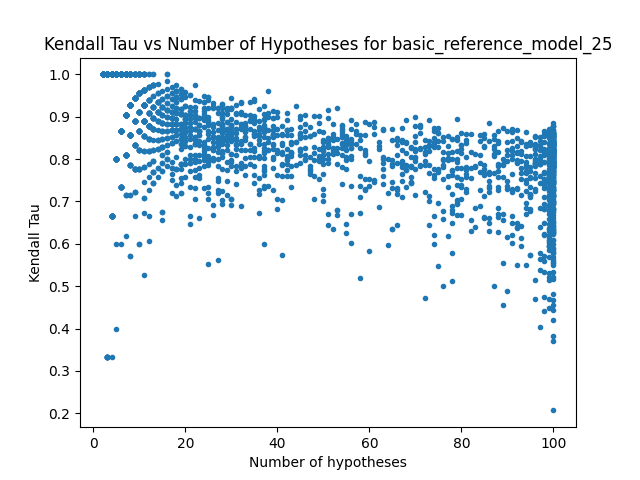 Kendall Tau vs Number of Hypotheses for basic_reference_model_25
1.0
0.9
0.8
0.7
0.6
0.5
0.4
0.3
0.2
Kendall Tau
0 20 40 60 80 100
Number of hypotheses